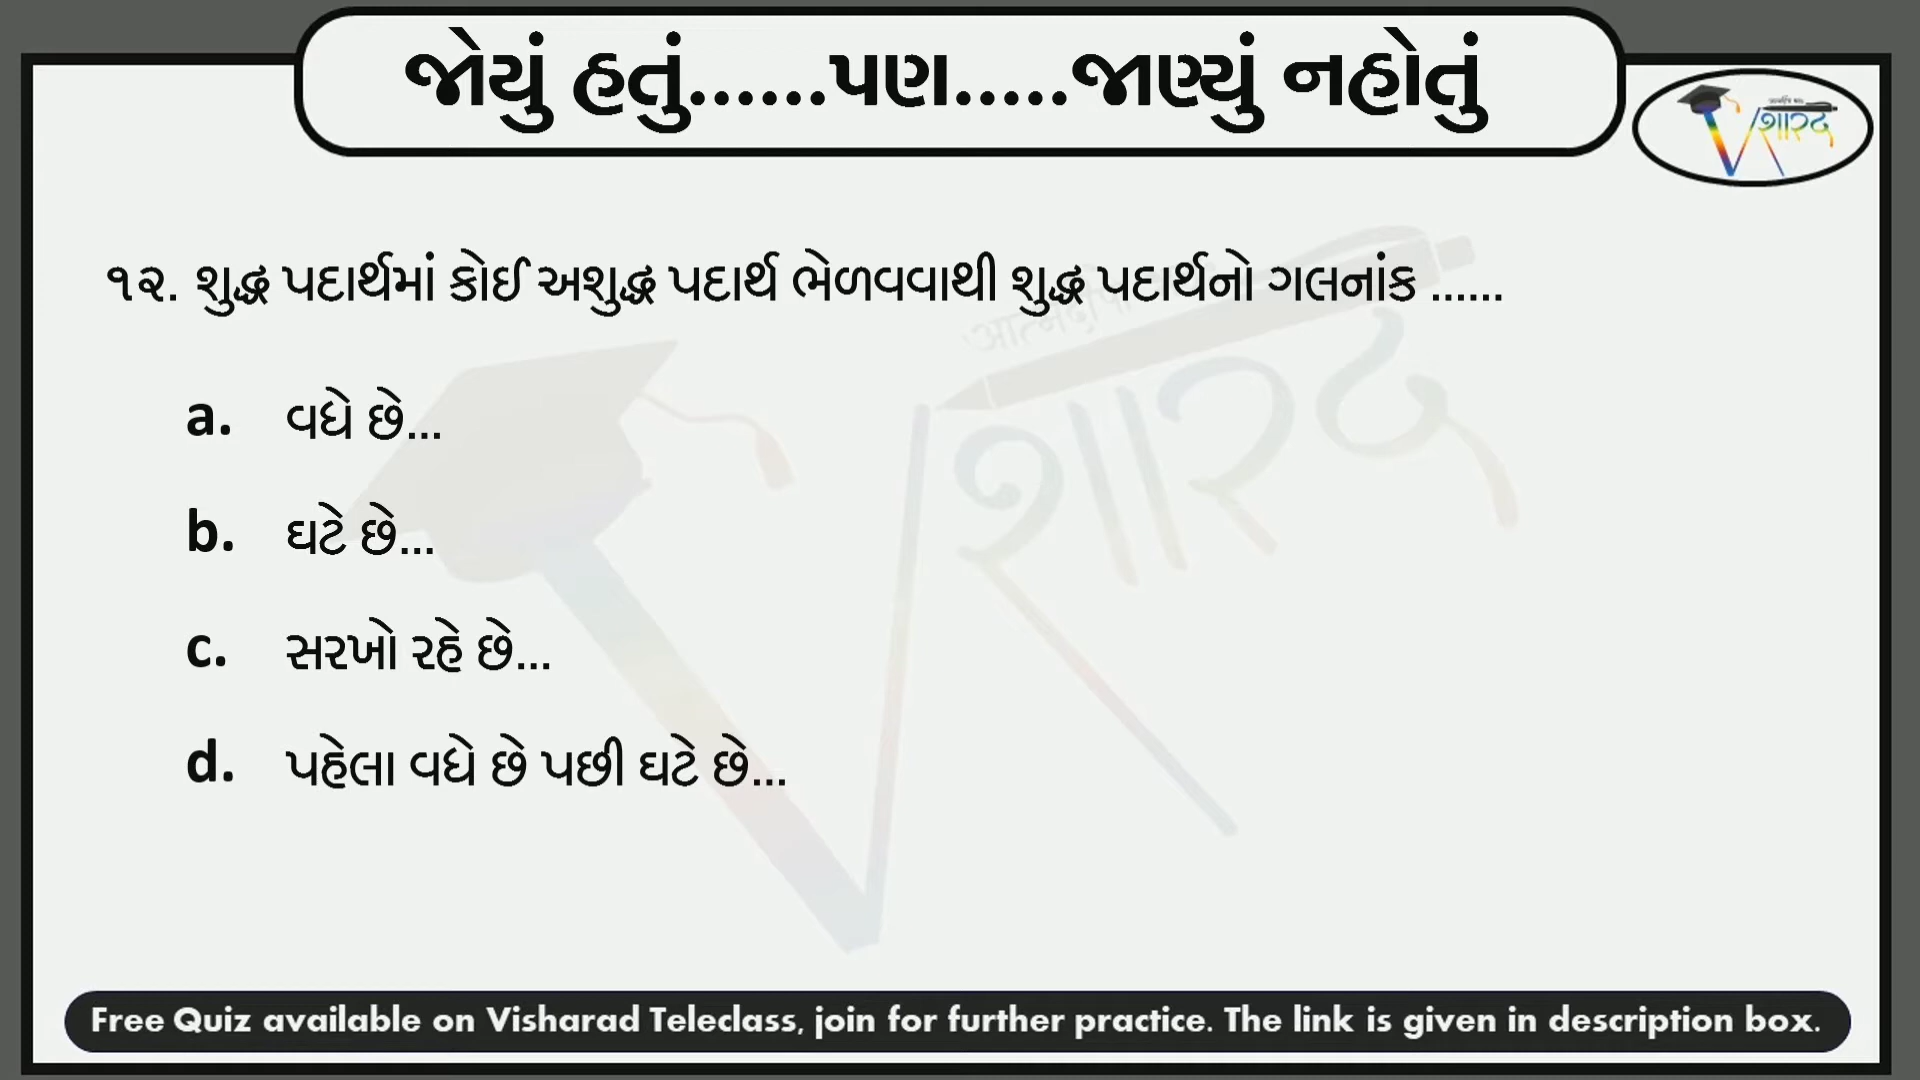 જોયું હતું......પણ.....જાણ્યું નહોતું
શારદ
૧૨. શુદ્ધ પદાર્થમાં કોઈ અશુદ્ધ પદાર્થ ભેળવવાથી શુદ્ધ પદાર્થનો ગલનાંક ......
a. વધે છે...
b. ઘટે છે...
c. સરખો રહે છે...
d. પહેલા વધે છે પછી ઘટે છે...
Free Quiz available on Visharad Teleclass, join for further practice. The link is given in description box.